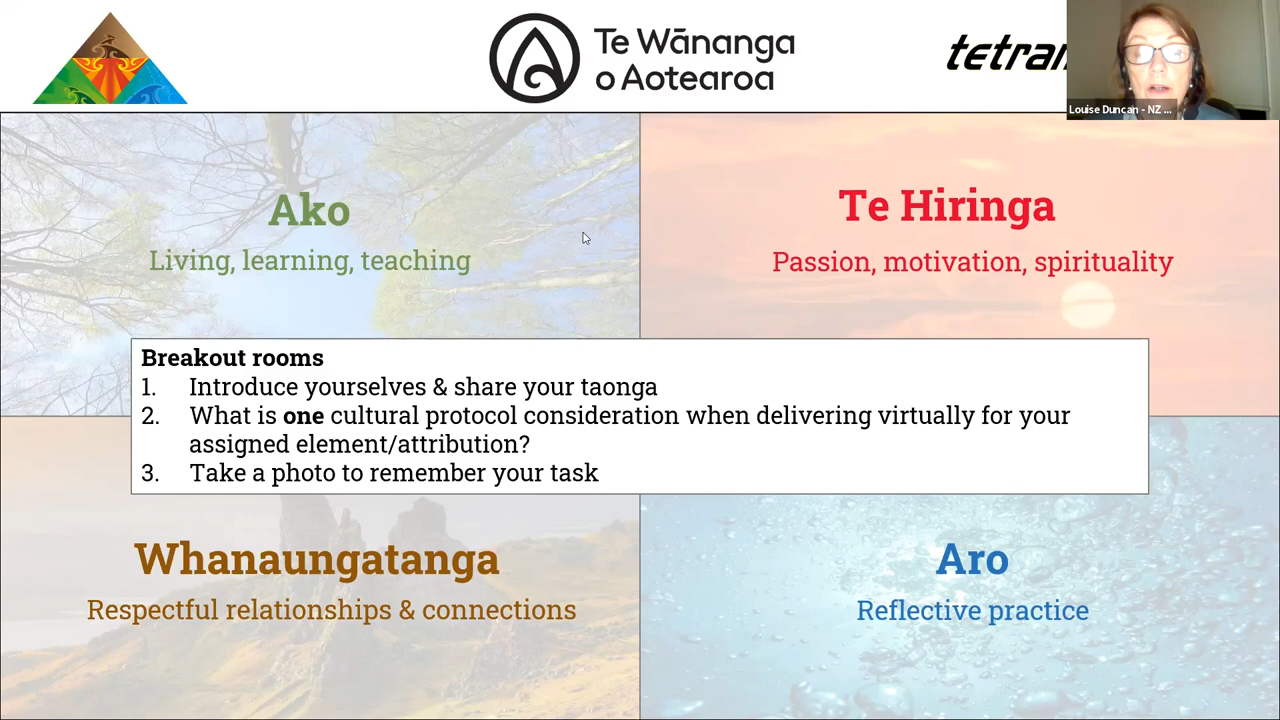 Te Wānanga
o Aotearoa
Louise Duncan - NZ ...
Ako
Living, learning, teaching
Te Hiringa
Passion, motivation, spirituality
Breakout rooms
1. Introduce yourselves & share your taonga
2. What is one cultural protocol consideration when delivering virtually for your
assigned element/attribution?
3. Take a photo to remember your task
Whanaungatanga
Respectful relationships & connections
Aro
Reflective practice